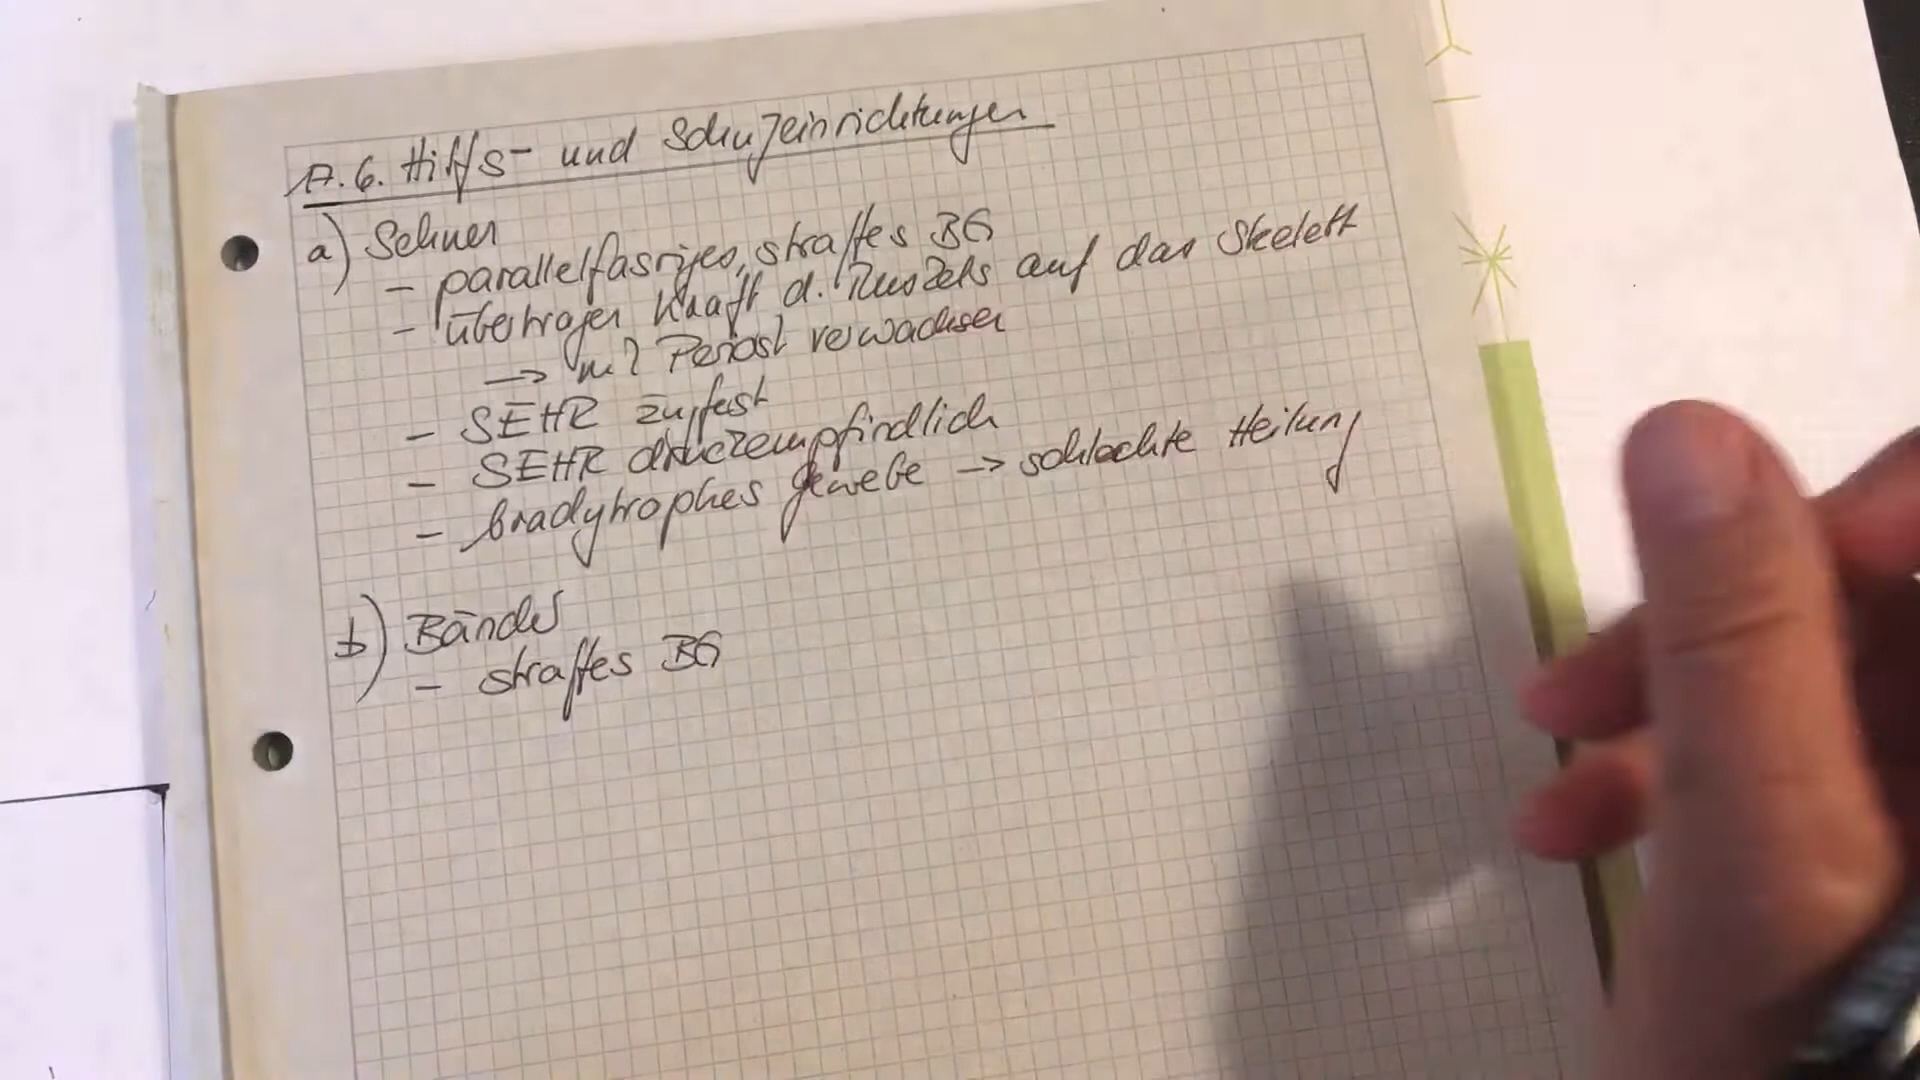 A.6. Hilfs- und Schutzeinrichtungen
a) Sehnen
- parallelfasriges, straffes BG
- übertragen Kraft d. Muskels auf das Skelett
→ m Periost verwachsen
- SEHR zugfest
- SEHR druckempfindlich
- bradytrophes Gewebe → schlechte Heilung
b) Bänder
- straffes BG